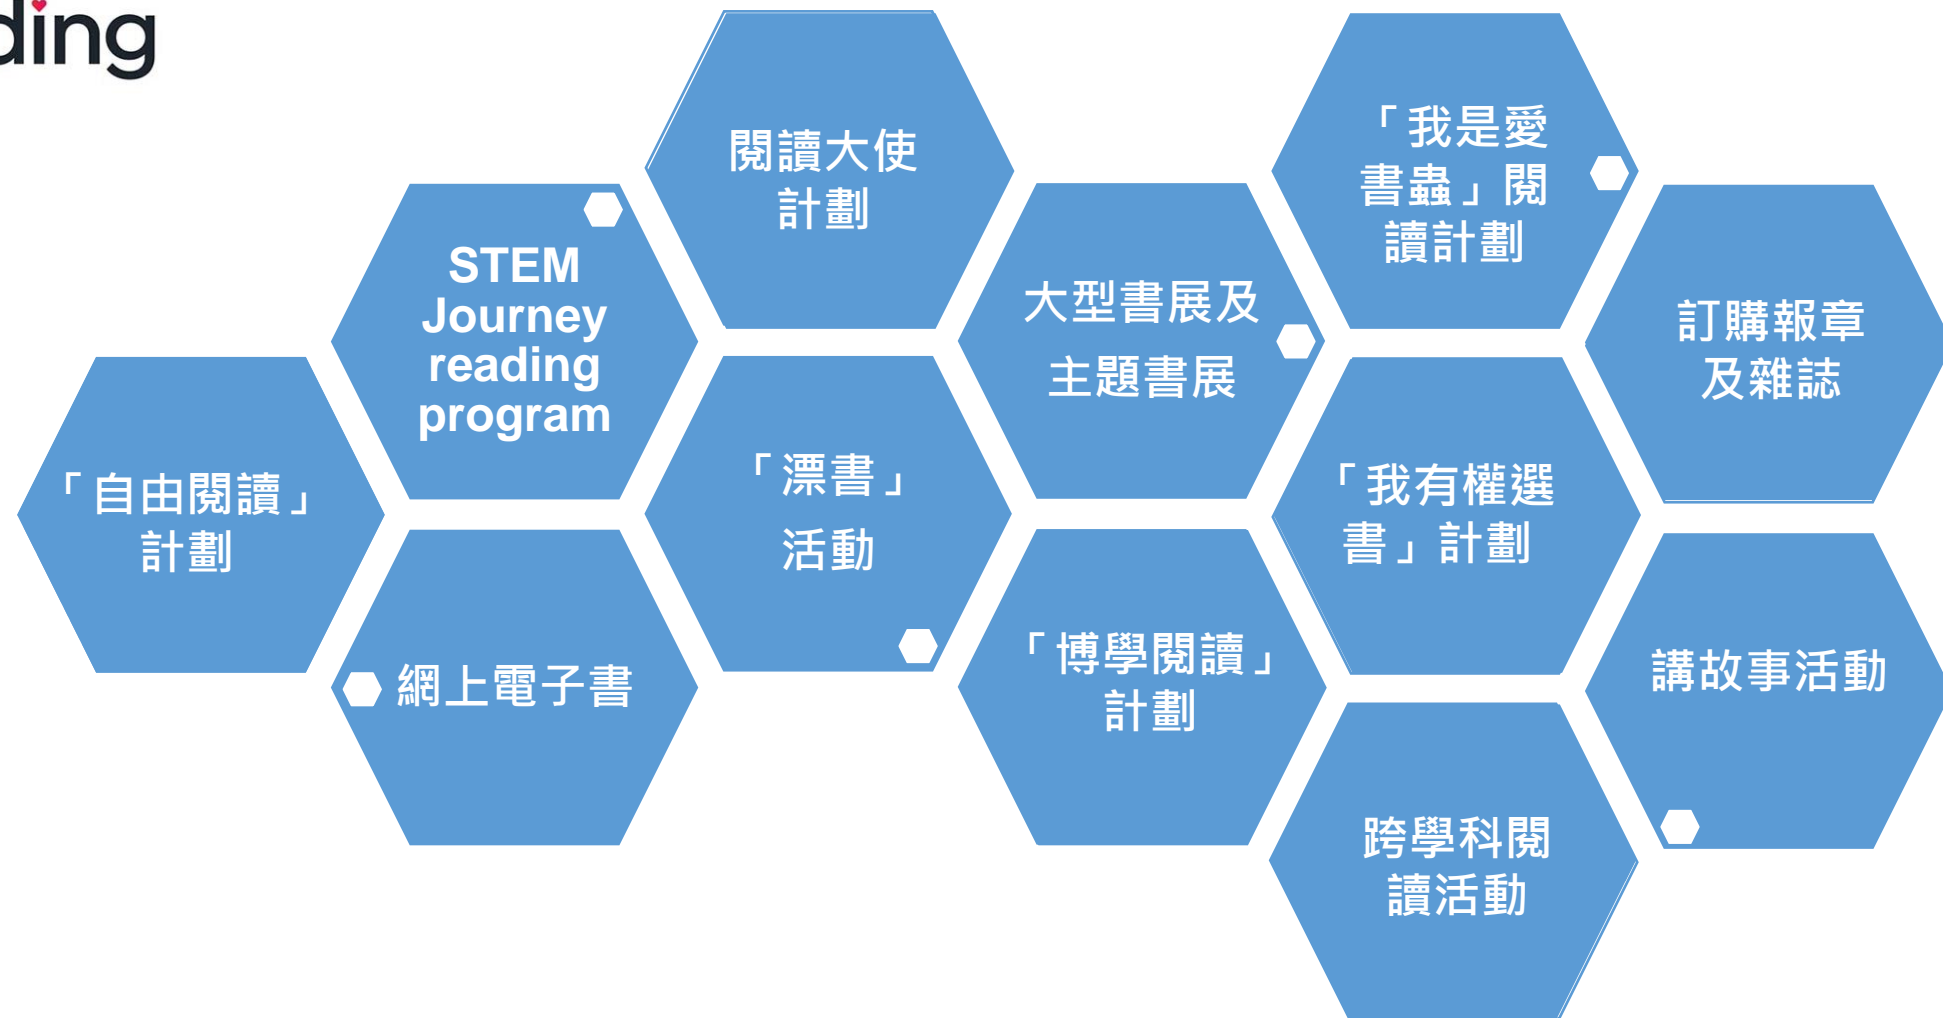 ding
閱讀大使
計劃
「我是愛
書蟲」閱
讀計劃
STEM
Journey
reading
program
大型書展及
主題書展
訂購報章
及雜誌
「自由閱讀」
計劃
「漂書」
活動
「我有權選
書」計劃
網上電子書
「博學閱讀」
計劃
講故事活動
跨學科閱
讀活動